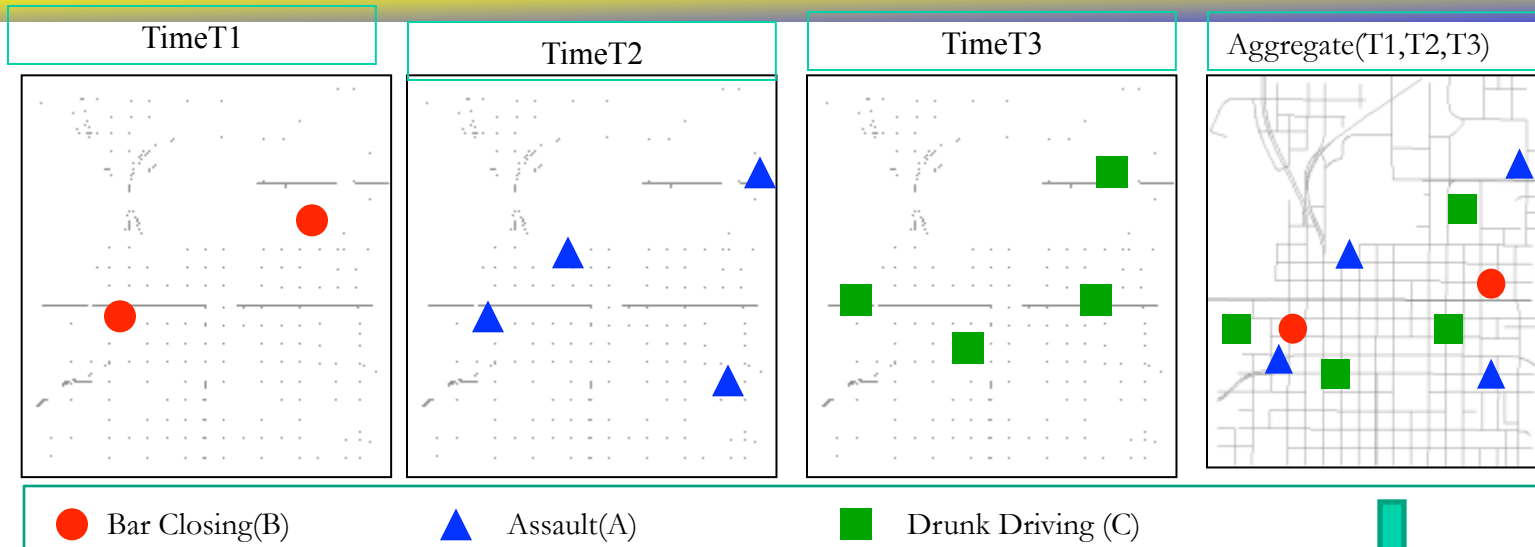 TimeT1
TimeT2
TimeT3
Aggregate(T1,T2,T3)
Bar Closing(B)
Assault(A)
Drunk Driving (C)